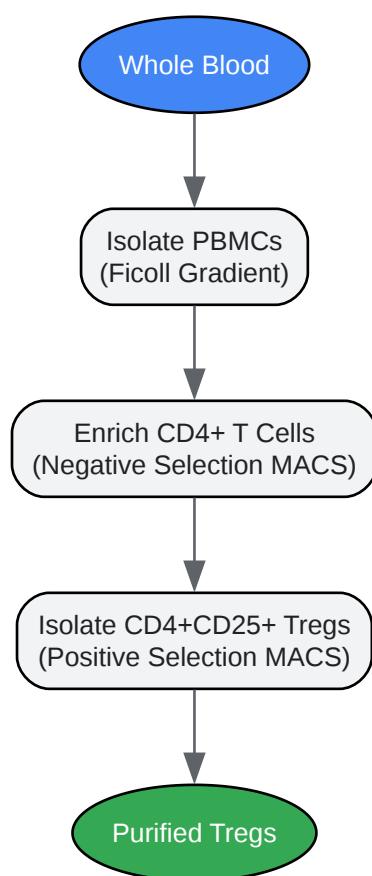 Whole Blood
Isolate PBMCs
(Ficoll Gradient)
Enrich CD4+ T Cells
(Negative Selection MACS)
Isolate CD4+CD25+ Tregs
(Positive Selection MACS)
Purified Tregs